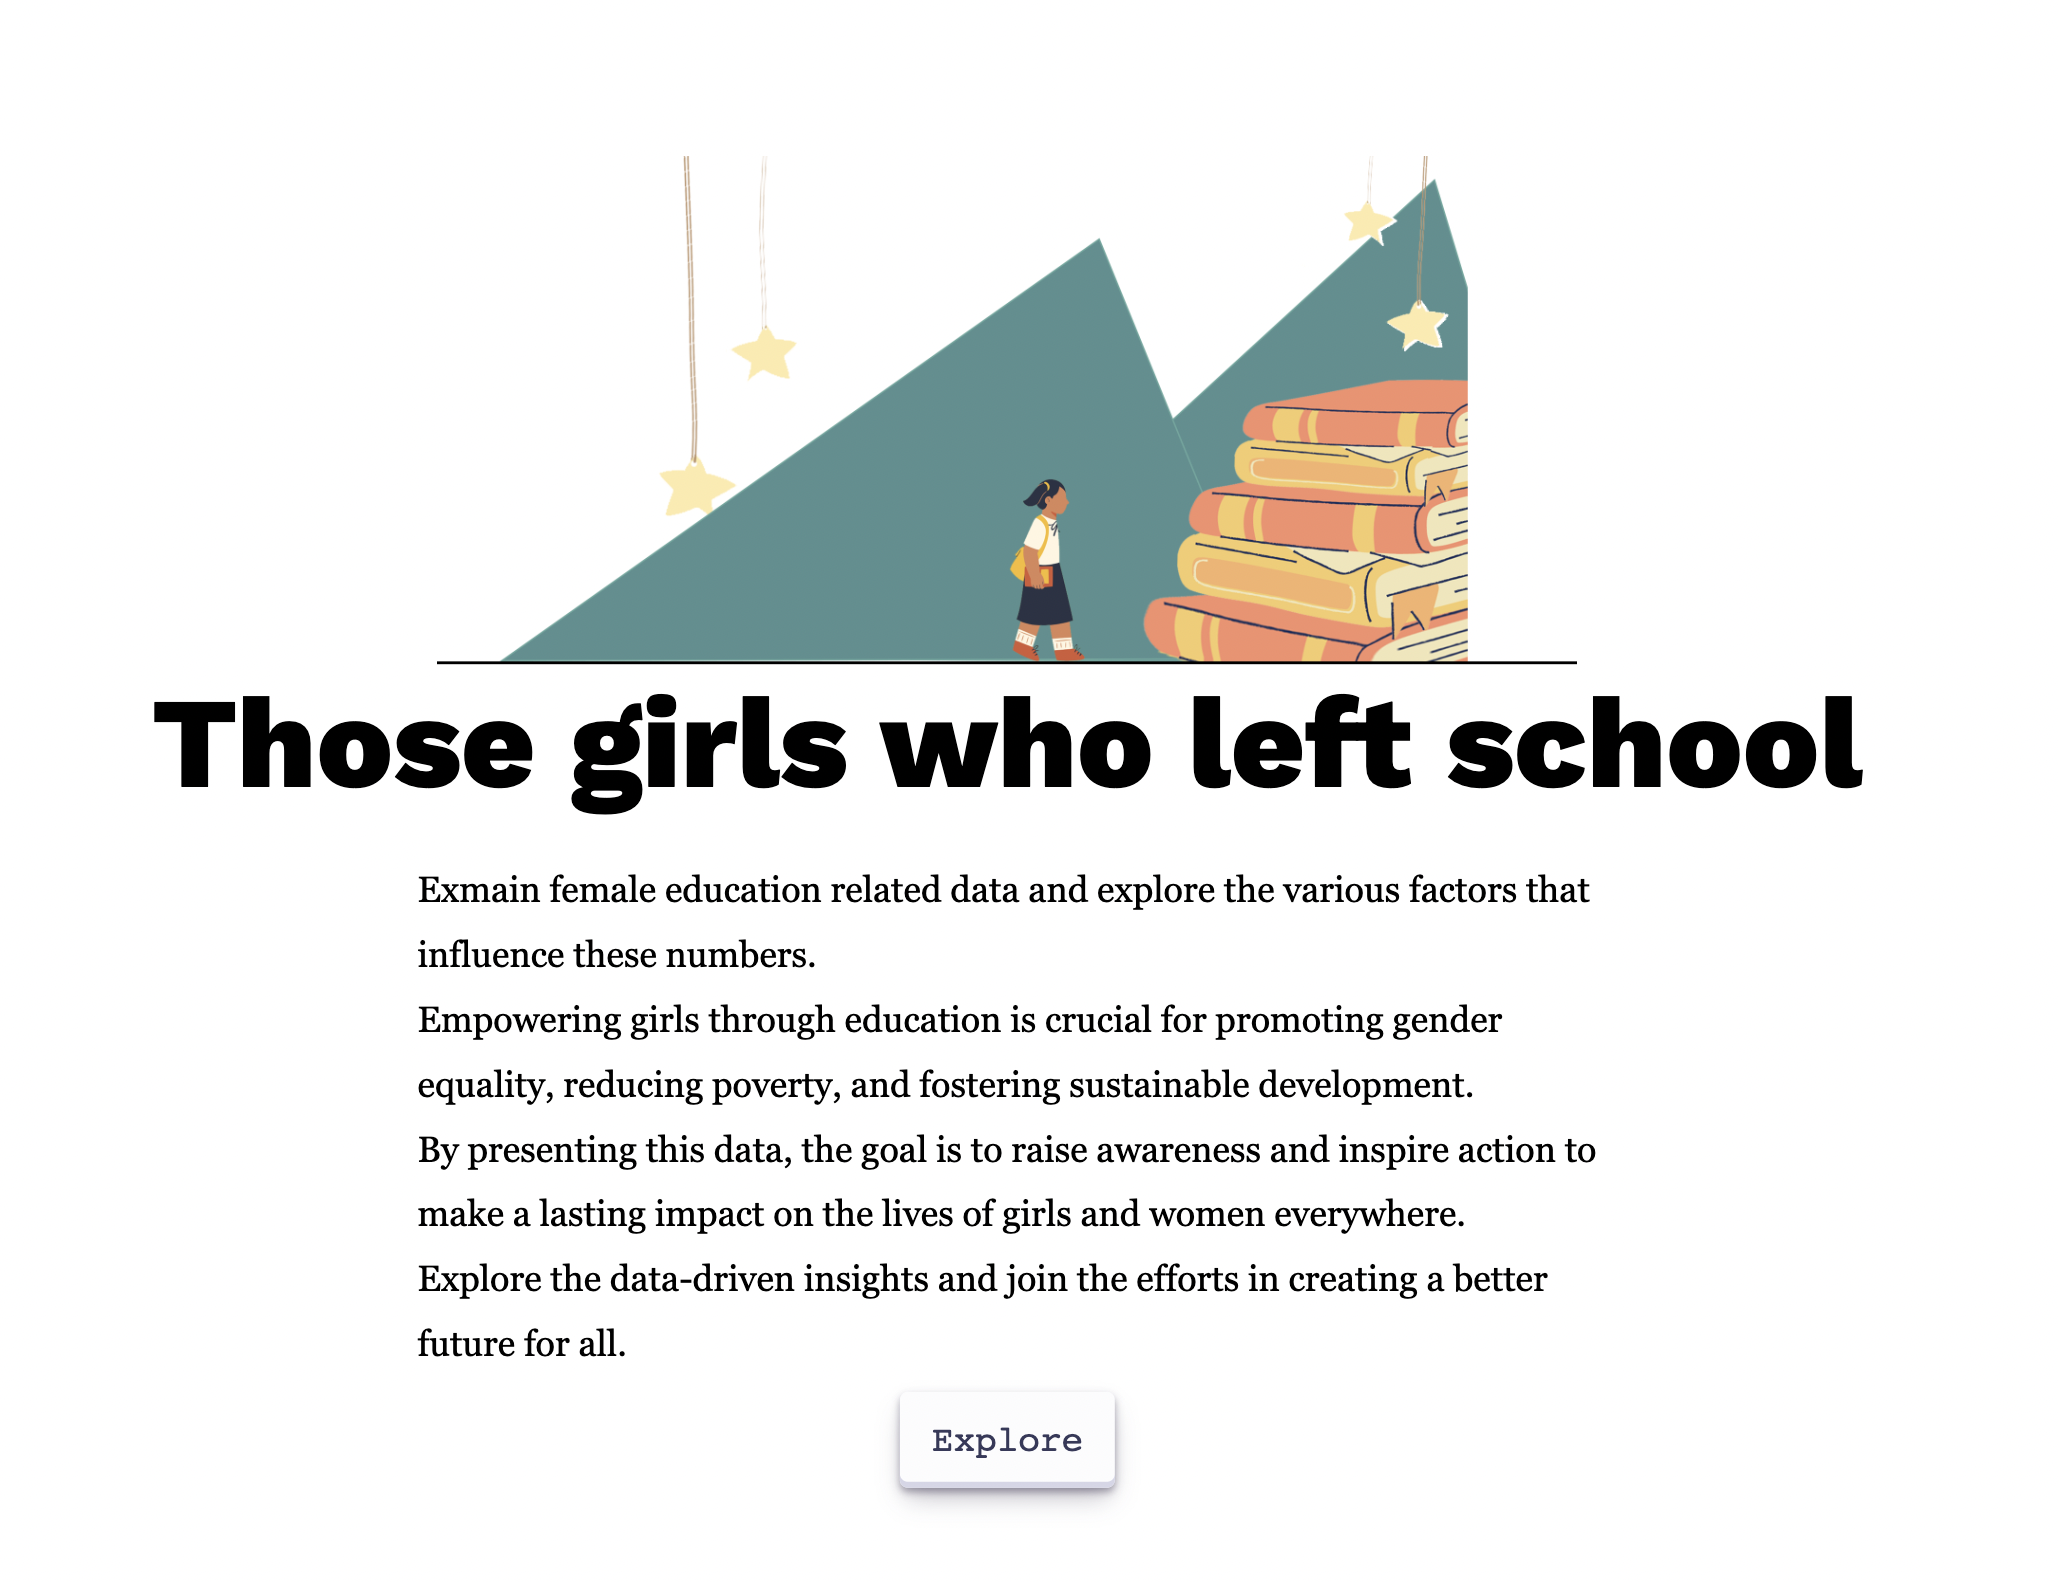 Those girls who left school
Exmain female education related data and explore the various factors that
influence these numbers.
Empowering girls through education is crucial for promoting gender
equality, reducing poverty, and fostering sustainable development.
By presenting this data, the goal is to raise awareness and inspire action to
make a lasting impact on the lives of girls and women everywhere.
Explore the data-driven insights and join the efforts in creating a better
future for all.
Explore